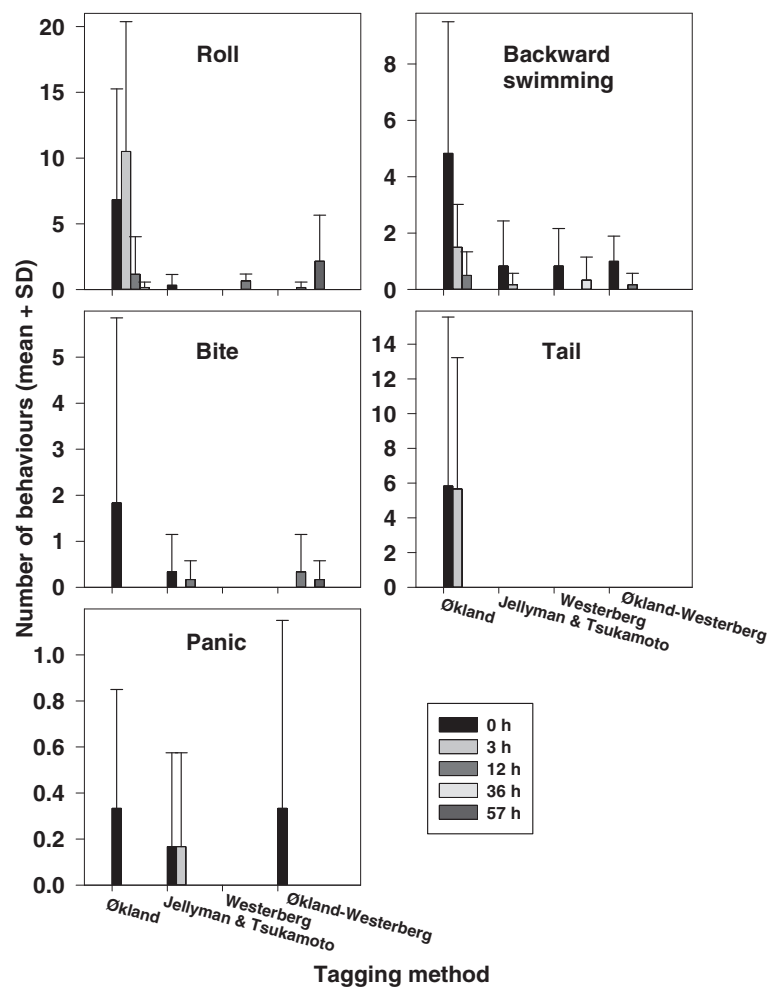 Number of behaviours (mean + SD)
Roll
20
15
10
5
0
Backward
swimming
8
6
4
2
0
Bite
5
4
3
2
1
0
Tail
14
12
10
8
6
4
2
0
Økland
Jellyman & Tsukamoto
Westerberg
Økland-Westerberg
Panic
1.0
0.8
0.6
0.4
0.2
0.0
Økland
Jellyman & Tsukamoto
Westerberg
Økland-Westerberg
0 h
3 h
12 h
36 h
57 h
Tagging method